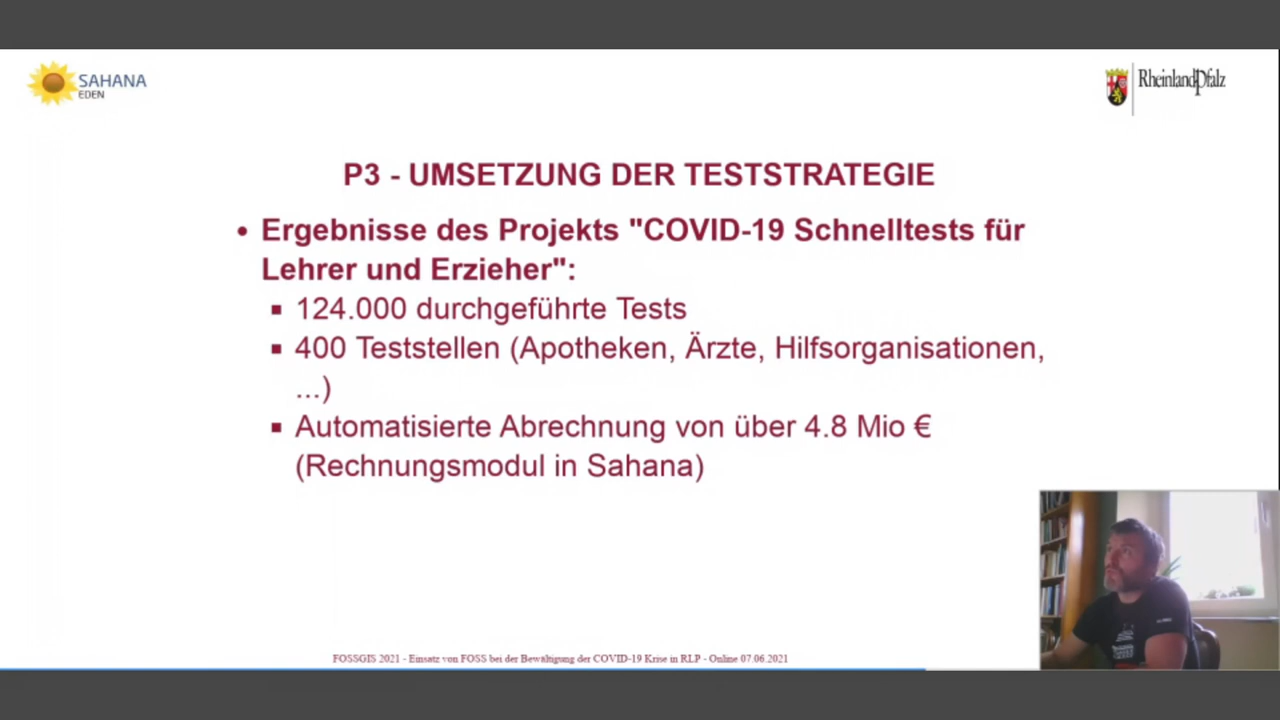 SAHANA
EDEN
RheinlandPfalz
P3 - UMSETZUNG DER TESTSTRATEGIE
• Ergebnisse des Projekts "COVID-19 Schnelltests für
Lehrer und Erzieher":
▪ 124.000 durchgeführte Tests
▪ 400 Teststellen (Apotheken, Ärzte, Hilfsorganisationen,
...)
▪ Automatisierte Abrechnung von über 4.8 Mio €
(Rechnungsmodul in Sahana)
FOSSGIS 2021 - Einsatz von FOSS bei der Bewältigung der COVID-19 Krise in RLP - Online 07.06.2021